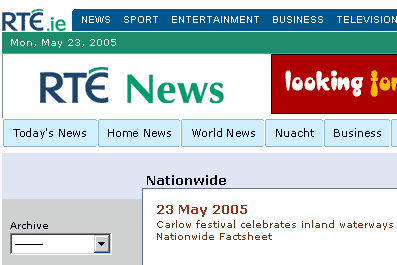 RTÉ.ie NEWS SPORT ENTERTAINMENT BUSINESS TELEVISION
Mon, May 23, 2005
RTÉ News
looking for
Today's News Home News World News Nuacht Business
Nationwide
23 May 2005
Carlow festival celebrates inland waterways
Nationwide Factsheet
Archive